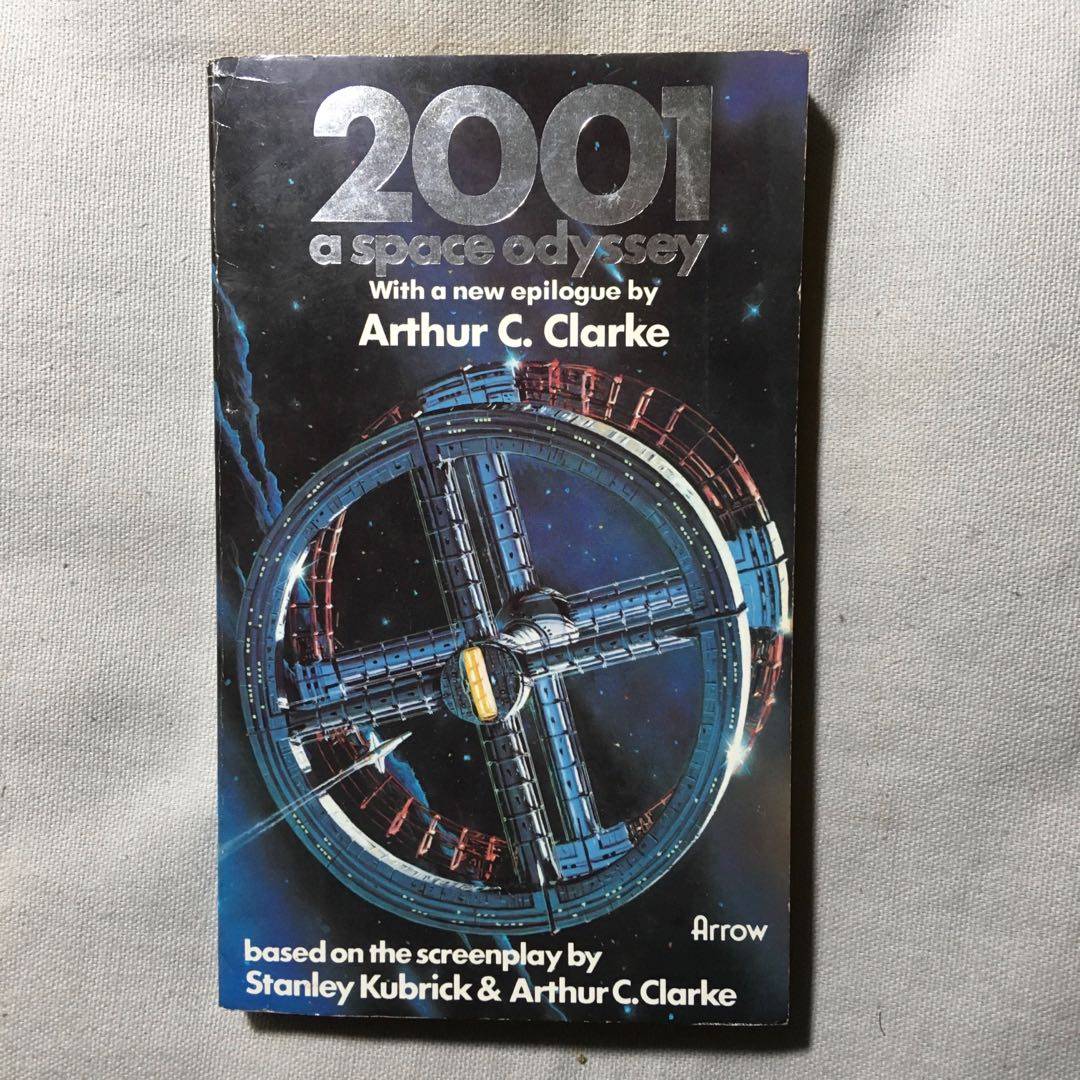 2001
a space odyssey
With a new epilogue by
Arthur C. Clarke
Arrow
based on the screenplay by
Stanley Kubrick & Arthur C. Clarke